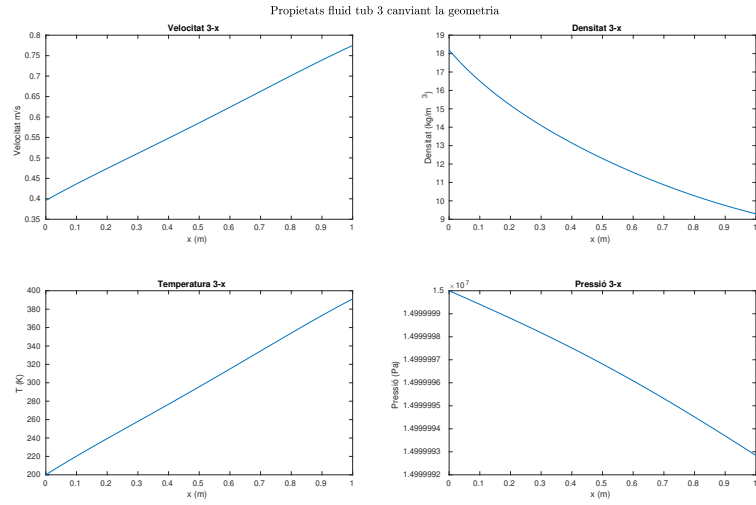 Propietats fluid tub 3 canviant la geometria
Velocitat 3-x
0.8
0.75
0.7
0.65
0.6
0.55
0.5
0.45
0.4
0.35
Velocitat m/s
0 0.1 0.2 0.3 0.4 0.5 0.6 0.7 0.8 0.9 1
x (m)
Densitat 3-x
19
18
17
16
15
14
13
12
11
10
9
Densitat (kg/m 3)
0 0.1 0.2 0.3 0.4 0.5 0.6 0.7 0.8 0.9 1
x (m)
Temperatura 3-x
400
380
360
340
320
300
280
260
240
220
200
T (K)
0 0.1 0.2 0.3 0.4 0.5 0.6 0.7 0.8 0.9 1
x (m)
Pressió 3-x
×10 7
1.5
1.4999999
1.4999998
1.4999997
1.4999996
1.4999995
1.4999994
1.4999993
1.4999992
Pressió (Pa)
0 0.1 0.2 0.3 0.4 0.5 0.6 0.7 0.8 0.9 1
x (m)